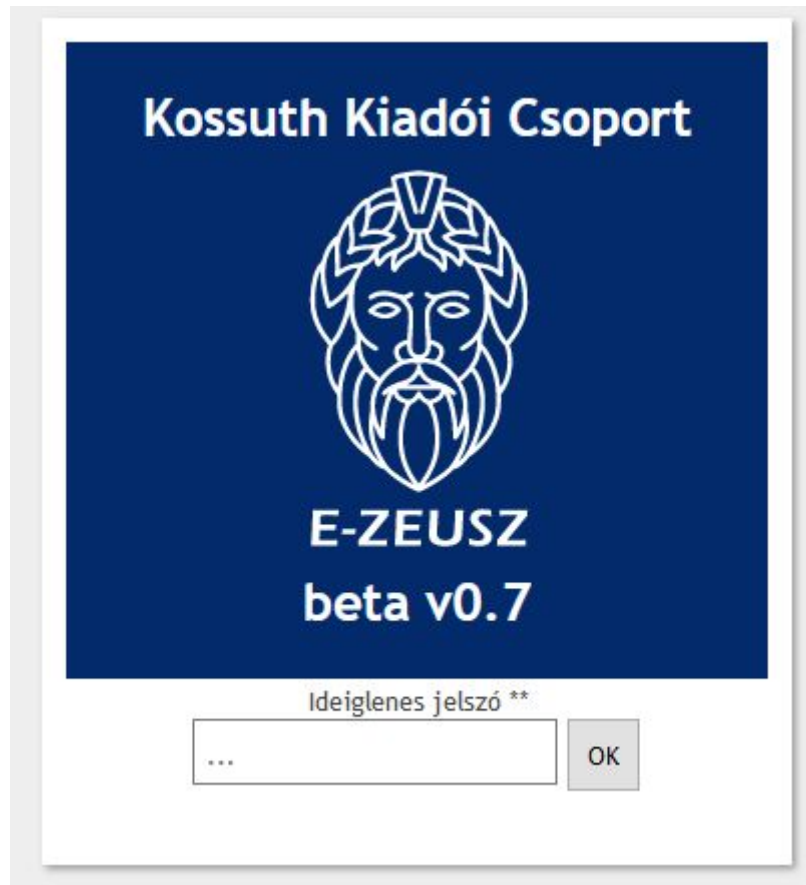 Kossuth Kiadói Csoport
E-ZEUSZ
beta v0.7
Ideiglenes jelszó **
...
OK